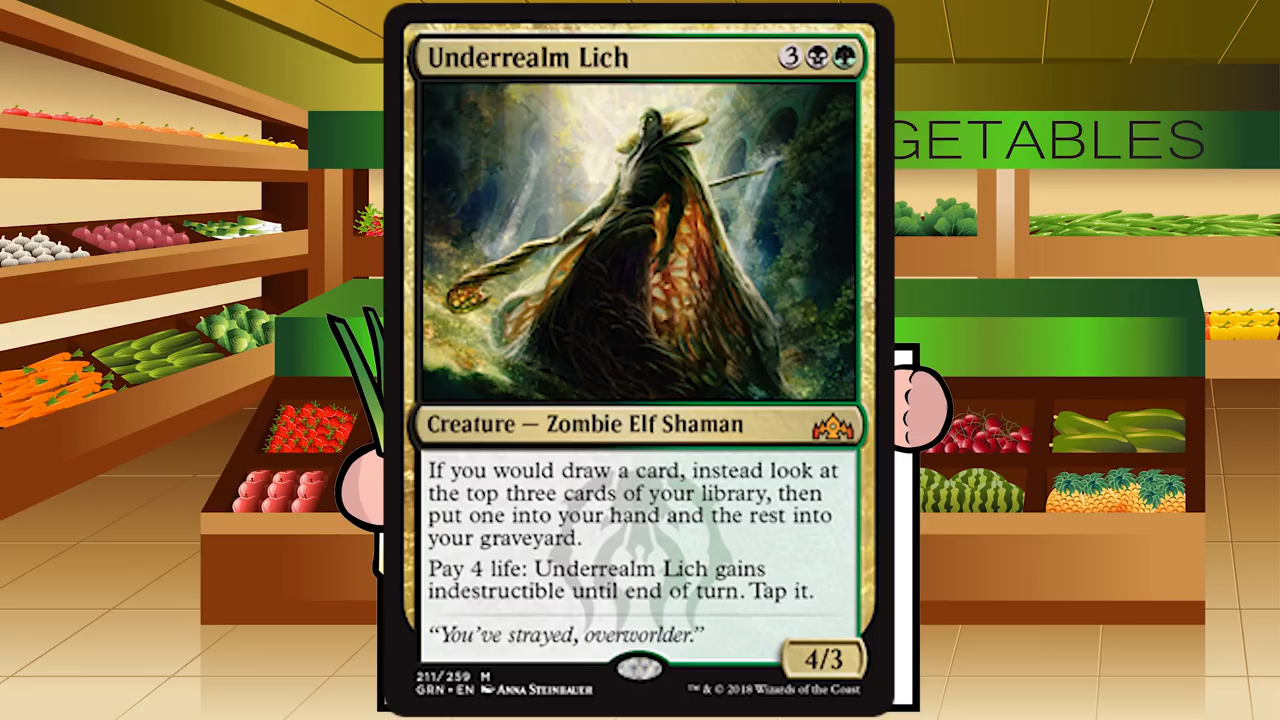 Underrealm Lich 3
GETABLES
Creature — Zombie Elf Shaman
If you would draw a card, instead look at
the top three cards of your library, then
put one into your hand and the rest into
your graveyard.
Pay 4 life: Underrealm Lich gains
indestructible until end of turn. Tap it.
“You’ve strayed, overworlder.”
4/3
211/259 M
GRN • EN Anna Steinbauer
™ & © 2018 Wizards of the Coast